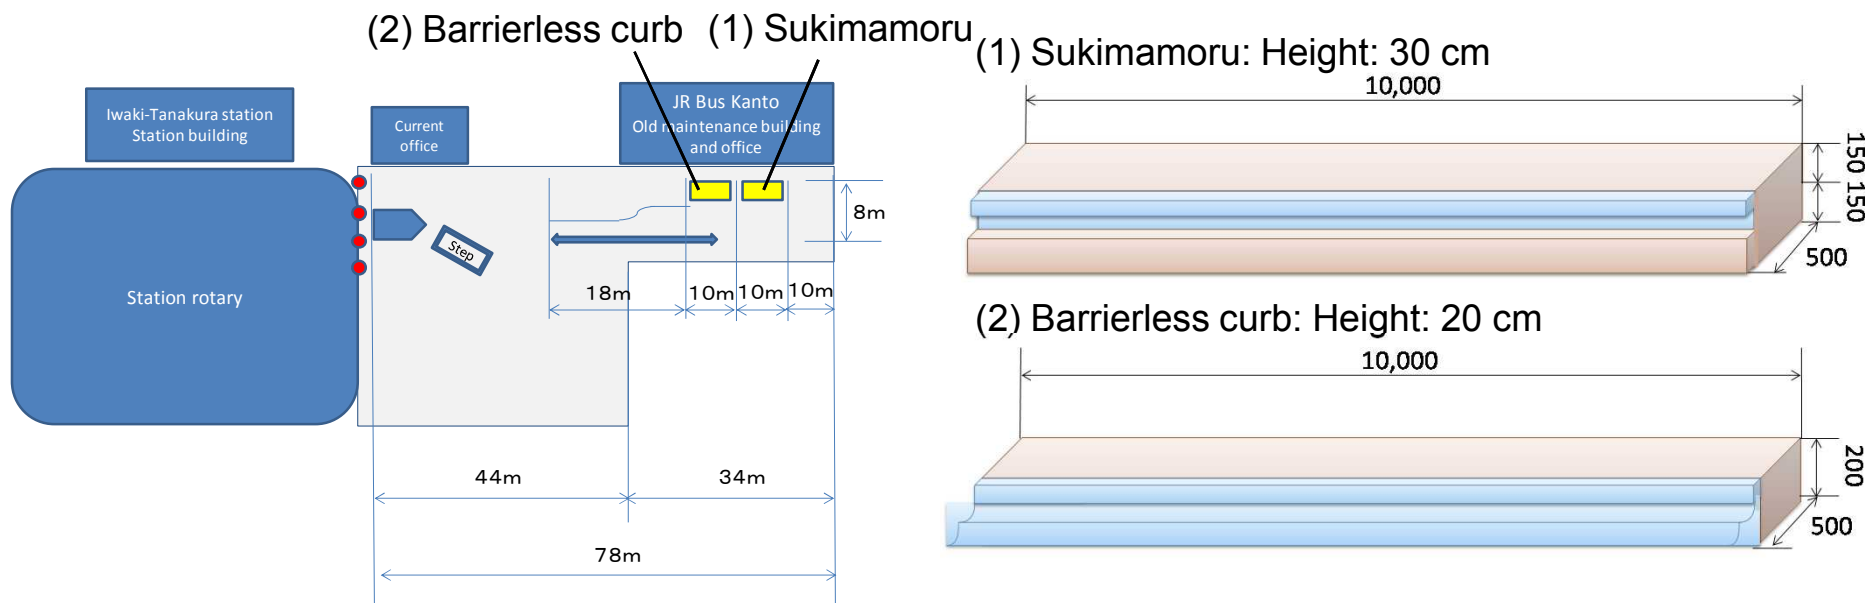 (2) Barrierless curb
(1) Sukimamoru
Iwaki-Tanakura station
Station building
Current
office
JR Bus Kanto
Old maintenance building
and office
Step
8m
Station rotary
18m
10m
10m
10m
44m
34m
78m
(1) Sukimamoru: Height: 30 cm
10,000
150
150
500
(2) Barrierless curb: Height: 20 cm
10,000
200
500